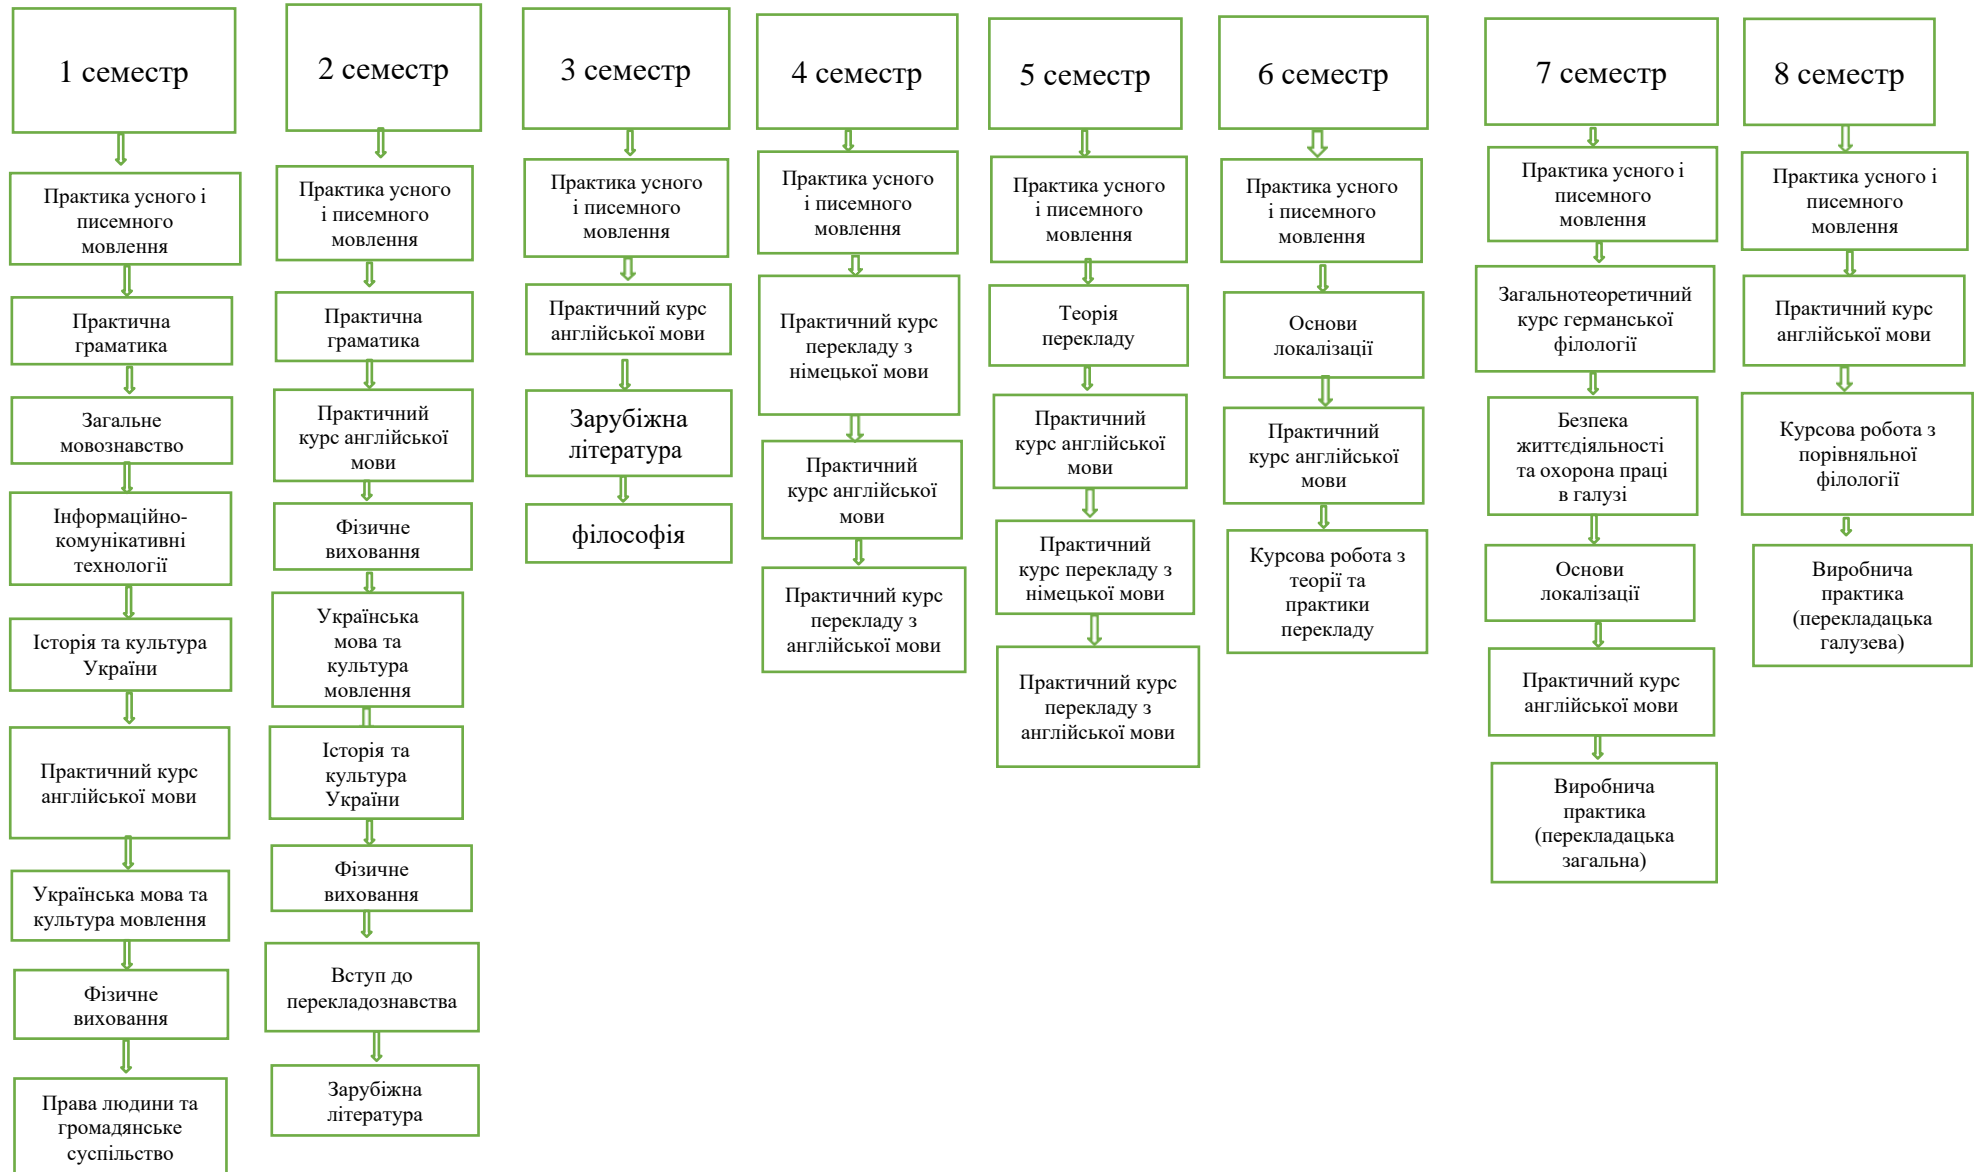 1 семестр
Практика усного і
писемного
мовлення
Практична
граматика
Загальне
мовознавство
Інформаційно-
комунікативні
технології
Історія та культура
України
Практичний курс
англійської мови
Українська мова та
культура мовлення
Фізичне
виховання
Права людини та
громадянське
суспільство
2 семестр
Практика усного
і писемного
мовлення
Практична
граматика
Практичний
курс англійської
мови
Фізичне
виховання
Українська
мова та
культура
мовлення
Історія та
культура
України
Фізичне
виховання
Вступ до
перекладознавства
Зарубіжна
література
3 семестр
Практика усного
і писемного
мовлення
Практичний курс
англійської мови
Зарубіжна
література
філософія
4 семестр
Практика усного
і писемного
мовлення
Практичний курс
перекладу з
німецької мови
Практичний
курс англійської
мови
Практичний курс
перекладу з
англійської мови
5 семестр
Практика усного
і писемного
мовлення
Теорія
перекладу
Практичний
курс англійської
мови
Практичний
курс перекладу з
німецької мови
Практичний курс
перекладу з
англійської мови
6 семестр
Практика усного
і писемного
мовлення
Основи
локалізації
Практичний
курс англійської
мови
Курсова робота з
теорії та
практики
перекладу
7 семестр
Практика усного і
писемного
мовлення
Загальнотеоретичний
курс германської
філології
Безпека
життєдіяльності
та охорона праці
в галузі
Основи
локалізації
Практичний курс
англійської мови
Виробнича
практика
(перекладацька
загальна)
8 семестр
Практика усного і
писемного
мовлення
Практичний курс
англійської мови
Курсова робота з
порівняльної
філології
Виробнича
практика
(перекладацька
галузева)